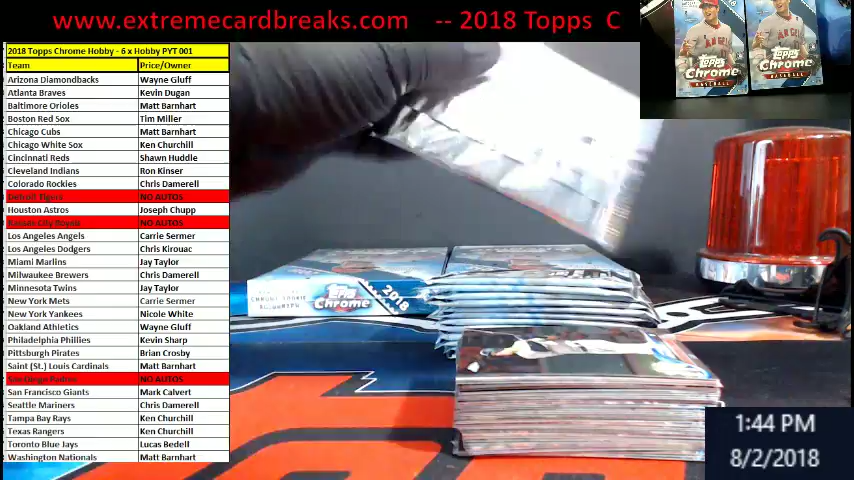 www.extremecardbreaks.com -- 2018 Topps C
2018 Topps Chrome Hobby - 6 x Hobby PYT 001
Team Price/Owner
Arizona Diamondbacks Wayne Gluff
Atlanta Braves Kevin Dugan
Baltimore Orioles Matt Barnhart
Boston Red Sox Tim Miller
Chicago Cubs Matt Barnhart
Chicago White Sox Ken Churchill
Cincinnati Reds Shawn Huddle
Cleveland Indians Ron Kinser
Colorado Rockies Chris Damerell
Detroit Tigers NO AUTOS
Houston Astros Joseph Chupp
Kansas City Royals NO AUTOS
Los Angeles Angels Carrie Sermer
Los Angeles Dodgers Chris Kirouac
Miami Marlins Jay Taylor
Milwaukee Brewers Chris Damerell
Minnesota Twins Jay Taylor
New York Mets Carrie Sermer
New York Yankees Nicole White
Oakland Athletics Wayne Gluff
Philadelphia Phillies Kevin Sharp
Pittsburgh Pirates Brian Crosby
Saint (St.) Louis Cardinals Matt Barnhart
San Diego Padres NO AUTOS
San Francisco Giants Mark Calvert
Seattle Mariners Chris Damerell
Tampa Bay Rays Ken Churchill
Texas Rangers Ken Churchill
Toronto Blue Jays Lucas Bedell
Washington Nationals Matt Barnhart
Topps
Chrome
BASEBALL
Topps
Chrome
BASEBALL
Topps
Chrome
2018
1:44 PM
8/2/2018